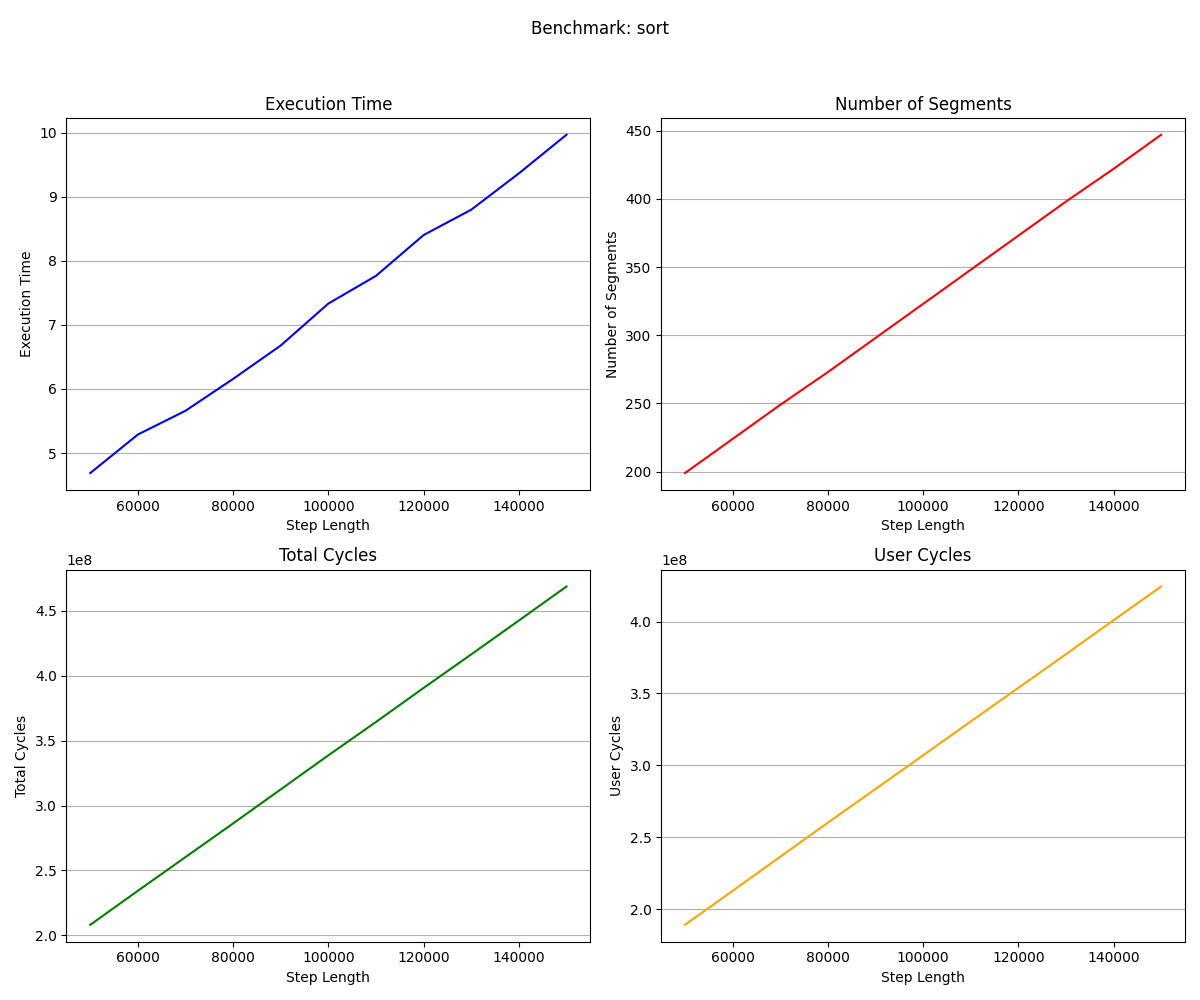 Benchmark: sort
Execution Time
Execution Time
10
9
8
7
6
5
60000 80000 100000 120000 140000
Step Length
Number of Segments
Number of Segments
450
400
350
300
250
200
60000 80000 100000 120000 140000
Step Length
Total Cycles
1e8
Total Cycles
4.5
4.0
3.5
3.0
2.5
2.0
60000 80000 100000 120000 140000
Step Length
User Cycles
1e8
User Cycles
4.0
3.5
3.0
2.5
2.0
60000 80000 100000 120000 140000
Step Length